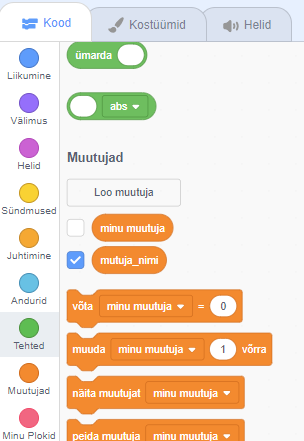 Kood Kostüümid Helid
Liikumine
Välimus
Helid
Sündmused
Juhtimine
Andurid
Tehted
Muutujad
Minu Plokid
ümarda
abs
Muutujad
Loo muutuja
minu muutuja
mutuja_nimi
võta minu muutuja = 0
muuda minu muutuja 1 võrra
näita muutujat minu muutuja
peida muutuja minu muutuja